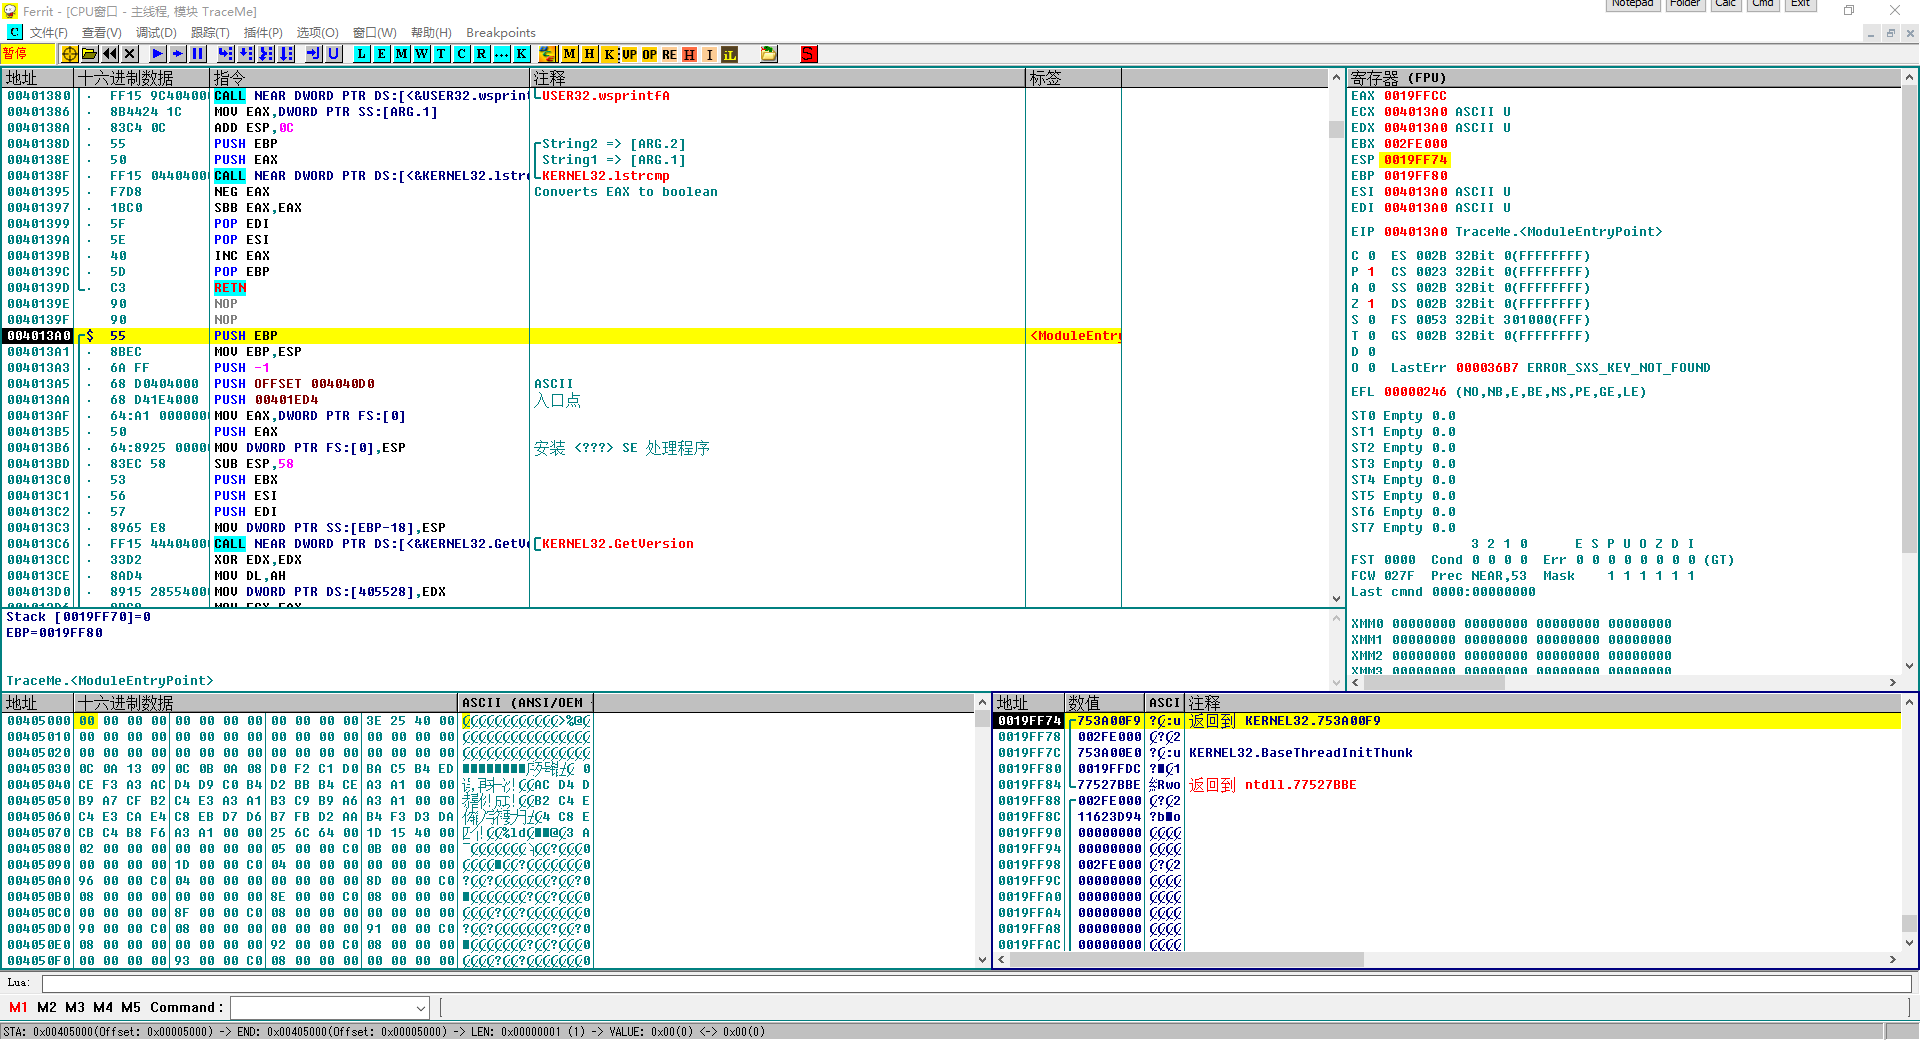 Ferrit - [CPU窗口 - 主线程, 模块 TraceMe]
Notepad Folder Calc Cmd Exit
文件(F) 查看(V) 调试(D) 跟踪(T) 插件(P) 选项(O) 窗口(W) 帮助(H) Breakpoints
暂停 L E M W T C R ... K M H K UP OP RE H I iL S
地址 十六进制数据 指令 注释 标签
00401380 . FF15 9C40400 CALL NEAR DWORD PTR DS:[<&USER32.wsprint USER32.wsprintfA
00401386 . 8B4424 1C MOV EAX,DWORD PTR SS:[ARG.1]
0040138A . 83C4 0C ADD ESP,0C
0040138D . 55 PUSH EBP String2 => [ARG.2]
0040138E . 50 PUSH EAX String1 => [ARG.1]
0040138F . FF15 0440400 CALL NEAR DWORD PTR DS:[<&KERNEL32.lstrc KERNEL32.lstrcmp
00401395 . F7D8 NEG EAX Converts EAX to boolean
00401397 . 1BC0 SBB EAX,EAX
00401399 . 5F POP EDI
0040139A . 5E POP ESI
0040139B . 40 INC EAX
0040139C . 5D POP EBP
0040139D . C3 RETN
0040139E 90 NOP
0040139F 90 NOP
004013A0 $ 55 PUSH EBP <ModuleEntry
004013A1 . 8BEC MOV EBP,ESP
004013A3 . 6A FF PUSH -1
004013A5 . 68 D0404000 PUSH OFFSET 004040D0 ASCII
004013AA . 68 D41E4000 PUSH 00401ED4 入口点
004013AF . 64:A1 000000 MOV EAX,DWORD PTR FS:[0]
004013B5 . 50 PUSH EAX
004013B6 . 64:8925 0000 MOV DWORD PTR FS:[0],ESP 安装 <???> SE 处理程序
004013BD . 83EC 58 SUB ESP,58
004013C0 . 53 PUSH EBX
004013C1 . 56 PUSH ESI
004013C2 . 57 PUSH EDI
004013C3 . 8965 E8 MOV DWORD PTR SS:[EBP-18],ESP
004013C6 . FF15 4440400 CALL NEAR DWORD PTR DS:[<&KERNEL32.GetVe KERNEL32.GetVersion
004013CC . 33D2 XOR EDX,EDX
004013CE . 8AD4 MOV DL,AH
004013D0 . 8915 2855400 MOV DWORD PTR DS:[405528],EDX
Stack [0019FF70]=0
EBP=0019FF80
TraceMe.<ModuleEntryPoint>
寄存器 (FPU)
EAX 0019FFCC
ECX 004013A0 ASCII U
EDX 004013A0 ASCII U
EBX 002FE000
ESP 0019FF74
EBP 0019FF80
ESI 004013A0 ASCII U
EDI 004013A0 ASCII U
EIP 004013A0 TraceMe.<ModuleEntryPoint>
C 0 ES 002B 32Bit 0(FFFFFFFF)
P 1 CS 0023 32Bit 0(FFFFFFFF)
A 0 SS 002B 32Bit 0(FFFFFFFF)
Z 1 DS 002B 32Bit 0(FFFFFFFF)
S 0 FS 0053 32Bit 301000(FFF)
T 0 GS 002B 32Bit 0(FFFFFFFF)
D 0
O 0 LastErr 000036B7 ERROR_SXS_KEY_NOT_FOUND
EFL 00000246 (NO,NB,E,BE,NS,PE,GE,LE)
ST0 Empty 0.0
ST1 Empty 0.0
ST2 Empty 0.0
ST3 Empty 0.0
ST4 Empty 0.0
ST5 Empty 0.0
ST6 Empty 0.0
ST7 Empty 0.0
3 2 1 0 E S P U O Z D I
FST 0000 Cond 0 0 0 0 Err 0 0 0 0 0 0 0 0 (GT)
FCW 027F Prec NEAR,53 Mask 1 1 1 1 1 1
Last cmnd 0000:00000000
XMM0 00000000 00000000 00000000 00000000
XMM1 00000000 00000000 00000000 00000000
XMM2 00000000 00000000 00000000 00000000
XMM3 00000000 00000000 00000000 00000000
地址 十六进制数据 ASCII (ANSI/OEM
00405000 00 00 00 00 00 00 00 00 00 00 00 00 3E 25 40 00
00405010 00 00 00 00 00 00 00 00 00 00 00 00 00 00 00 00
00405020 00 00 00 00 00 00 00 00 00 00 00 00 00 00 00 00
00405030 0C 0A 13 09 0C 0B 0A 08 D0 F2 C1 D0 BA C5 B4 ED
00405040 CE F3 A3 AC D4 D9 C0 B4 D2 BB B4 CE A3 A1 00 00
00405050 B9 A7 CF B2 C4 E3 A3 A1 B3 C9 B9 A6 A3 A1 00 00
00405060 C4 E3 CA E4 C8 EB D7 D6 B7 FB D2 AA B4 F3 D3 DA
00405070 CB C4 B8 F6 A3 A1 00 00 25 6C 64 00 1D 15 40 00
00405080 02 00 00 00 00 00 00 00 05 00 00 C0 0B 00 00 00
00405090 00 00 00 00 1D 00 00 C0 04 00 00 00 00 00 00 00
004050A0 96 00 00 C0 04 00 00 00 00 00 00 00 8D 00 00 C0
004050B0 08 00 00 00 00 00 00 00 8E 00 00 C0 08 00 00 00
004050C0 00 00 00 00 8F 00 00 C0 08 00 00 00 00 00 00 00
004050D0 90 00 00 C0 08 00 00 00 00 00 00 00 91 00 00 C0
004050E0 08 00 00 00 00 00 00 00 92 00 00 C0 08 00 00 00
004050F0 00 00 00 00 93 00 00 C0 08 00 00 00 00 00 00 00
地址 数值 ASCI 注释
0019FF74 753A00F9 返回到 KERNEL32.753A00F9
0019FF78 002FE000
0019FF7C 753A00E0 KERNEL32.BaseThreadInitThunk
0019FF80 0019FFDC
0019FF84 77527BBE 返回到 ntdll.77527BBE
0019FF88 002FE000
0019FF8C 11623D94
0019FF90 00000000
0019FF94 00000000
0019FF98 002FE000
0019FF9C 00000000
0019FFA0 00000000
0019FFA4 00000000
0019FFA8 00000000
0019FFAC 00000000
Lua:
M1 M2 M3 M4 M5 Command :
STA: 0x00405000(Offset: 0x00005000) -> END: 0x00405000(Offset: 0x00005000) -> LEN: 0x00000001 (1) -> VALUE: 0x00(0) <-> 0x00(0)